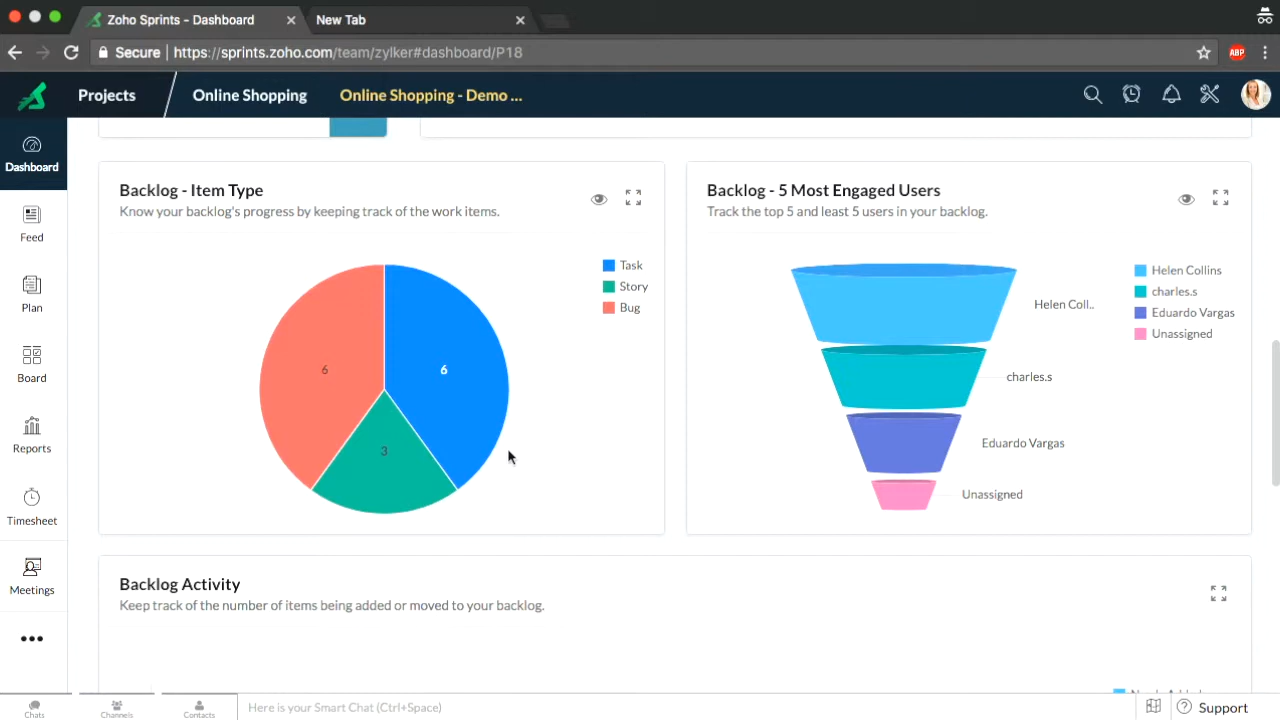 Zoho Sprints - Dashboard
New Tab
Secure https://sprints.zoho.com/team/zylker#dashboard/P18
ABP
Projects
Online Shopping
Online Shopping - Demo ...
Dashboard
Feed
Plan
Board
Reports
Timesheet
Meetings
Backlog - Item Type
Know your backlog's progress by keeping track of the work items.
Task
Story
Bug
6
6
3
Backlog - 5 Most Engaged Users
Track the top 5 and least 5 users in your backlog.
Helen Collins
charles.s
Eduardo Vargas
Unassigned
Helen Coll..
charles.s
Eduardo Vargas
Unassigned
Backlog Activity
Keep track of the number of items being added or moved to your backlog.
Chats
Channels
Contacts
Here is your Smart Chat (Ctrl+Space)
Support